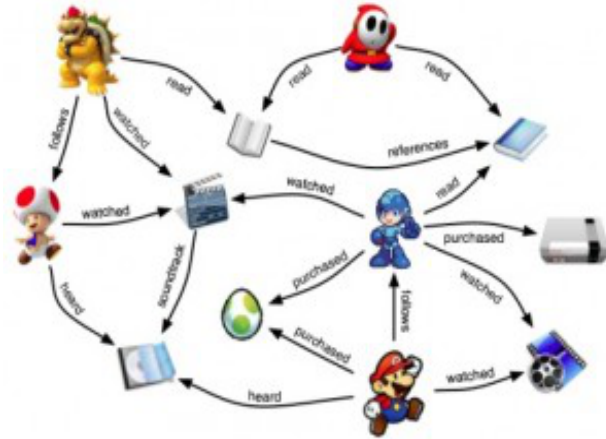 read
read
read
follows
watched
references
watched
read
watched
purchased
soundtrack
purchased
watched
heard
follows
purchased
heard
watched